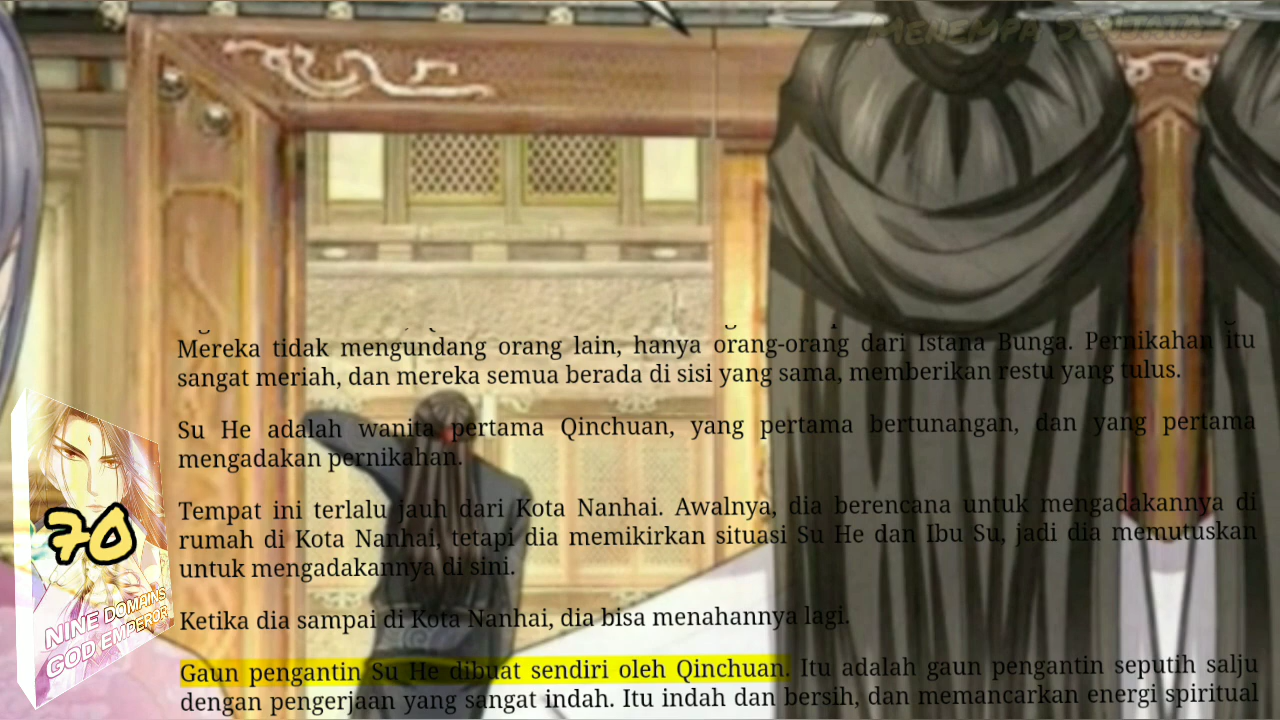 Menempa Senjata
Mereka tidak mengundang orang lain, hanya orang-orang dari Istana Bunga. Pernikahan itu
sangat meriah, dan mereka semua berada di sisi yang sama, memberikan restu yang tulus.
Su He adalah wanita pertama Qinchuan, yang pertama bertunangan, dan yang pertama
mengadakan pernikahan.
Tempat ini terlalu jauh dari Kota Nanhai. Awalnya, dia berencana untuk mengadakannya di
rumah di Kota Nanhai, tetapi dia memikirkan situasi Su He dan Ibu Su, jadi dia memutuskan
untuk mengadakannya di sini.
Ketika dia sampai di Kota Nanhai, dia bisa menahannya lagi.
Gaun pengantin Su He dibuat sendiri oleh Qinchuan. Itu adalah gaun pengantin seputih salju
dengan pengerjaan yang sangat indah. Itu indah dan bersih, dan memancarkan energi spiritual
70
NINE DOMAINS
GOD EMPEROR